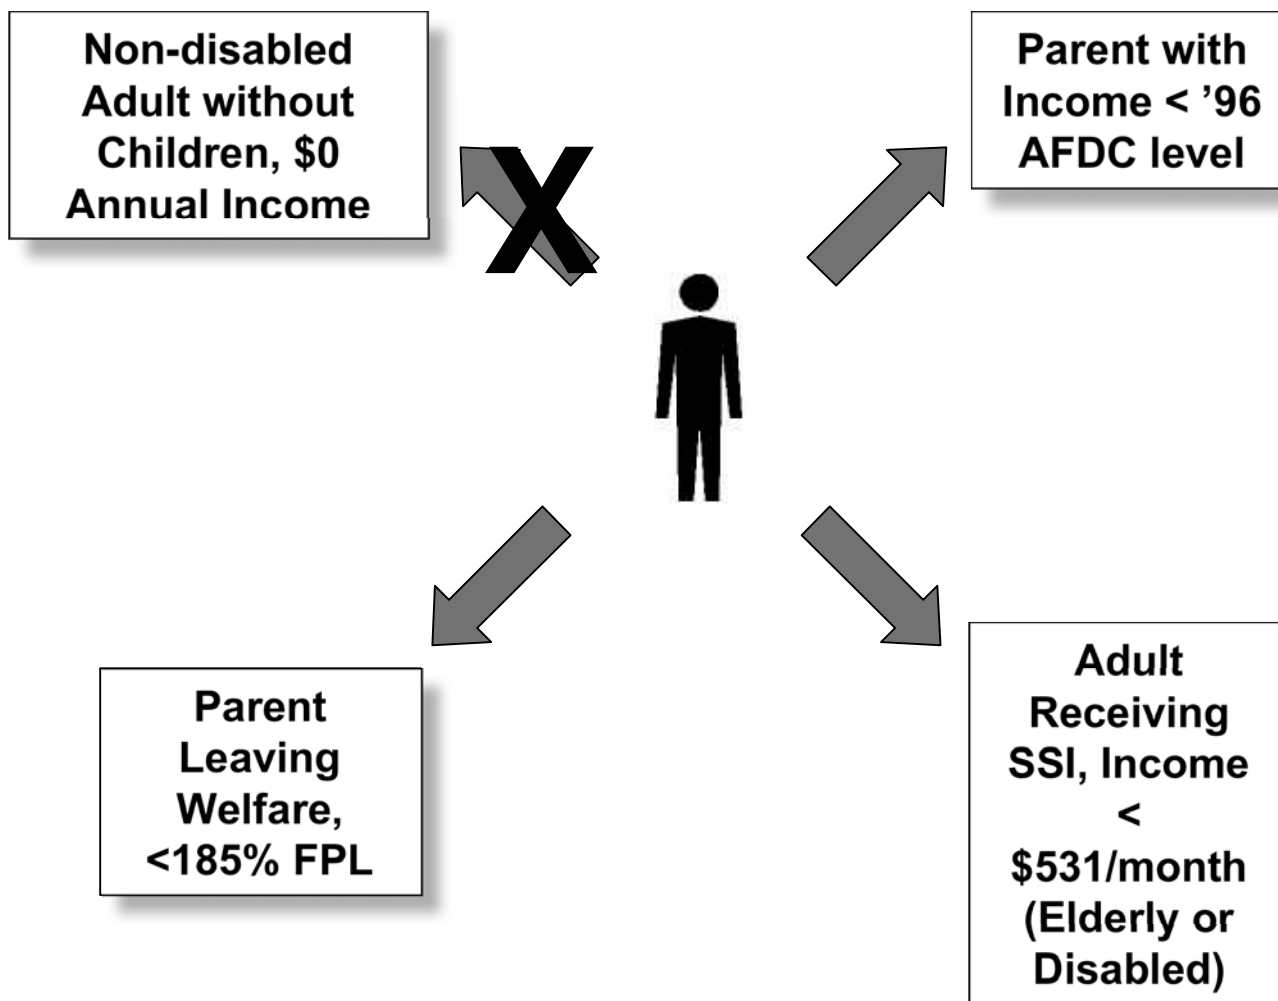 Non-disabled
Adult without
Children, $0
Annual Income
Parent with
Income < ’96
AFDC level
X
Parent
Leaving
Welfare,
<185% FPL
Adult
Receiving
SSI, Income
<
$531/month
(Elderly or
Disabled)